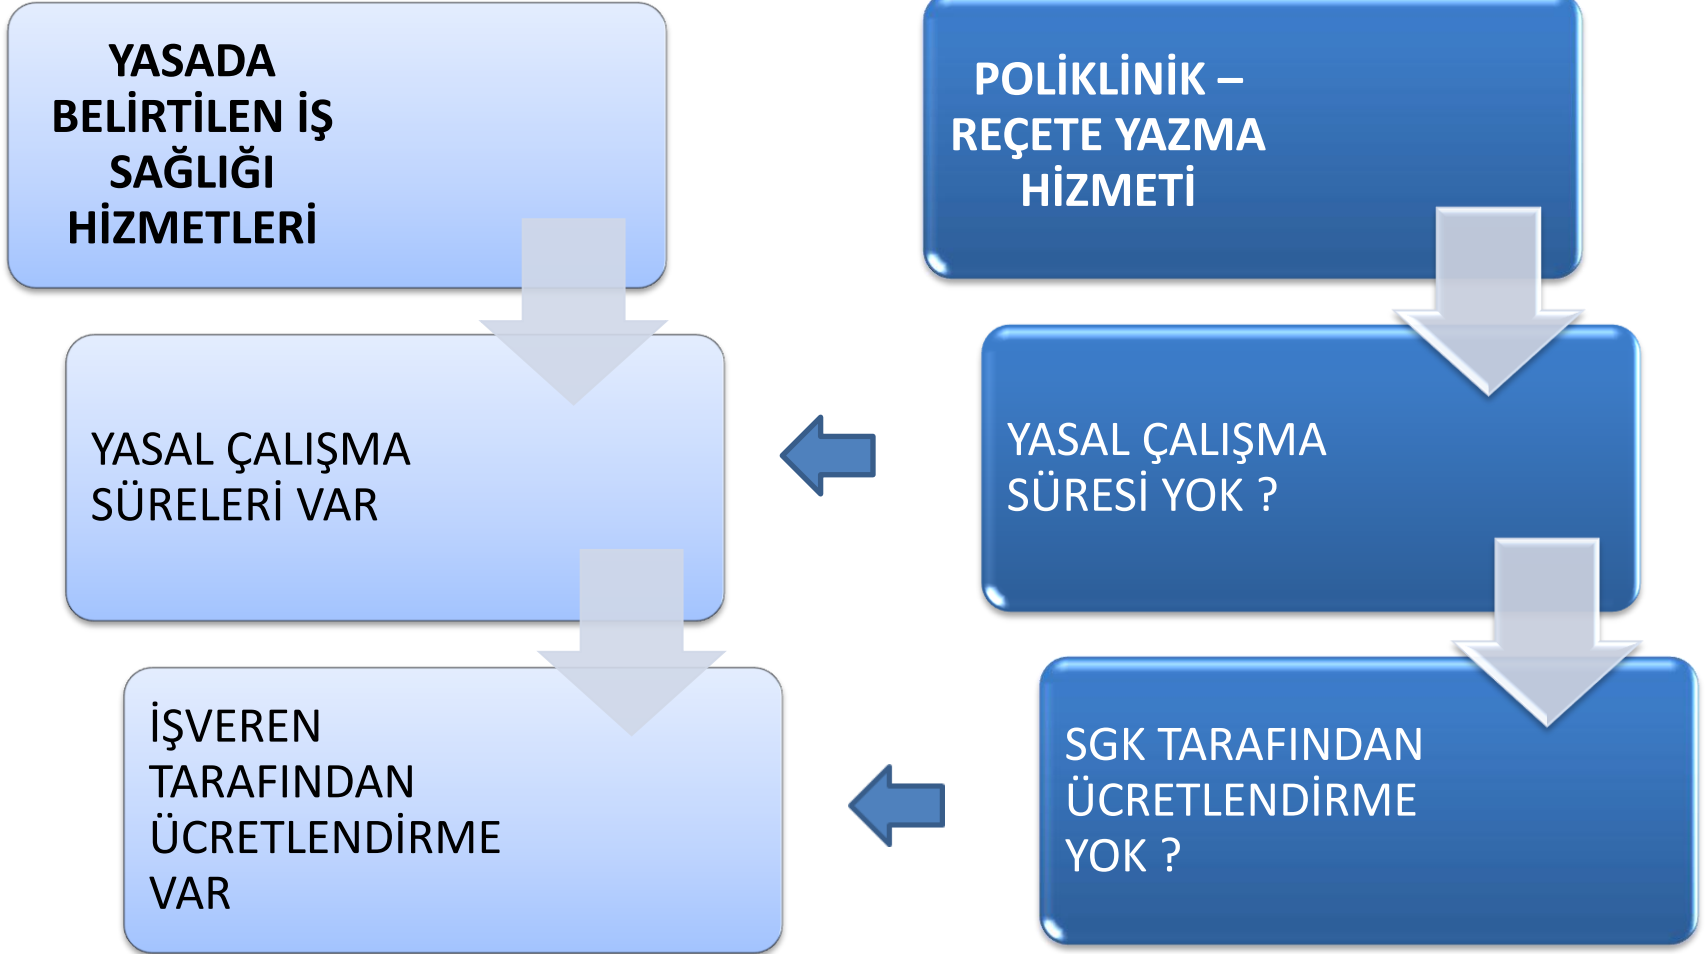 YASADA
BELİRTİLEN İŞ
SAĞLIĞI
HİZMETLERİ
YASAL ÇALIŞMA
SÜRELERİ VAR
İŞVEREN
TARAFINDAN
ÜCRETLENDİRME
VAR
POLİKLİNİK –
REÇETE YAZMA
HİZMETİ
YASAL ÇALIŞMA
SÜRESİ YOK ?
SGK TARAFINDAN
ÜCRETLENDİRME
YOK ?